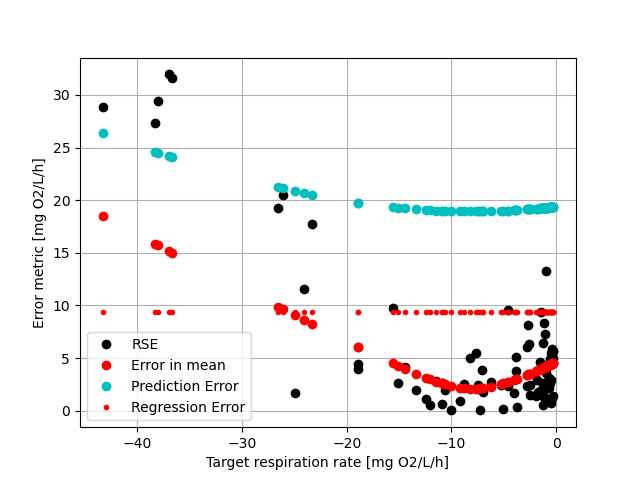 30
25
20
15
10
5
0
Error metric [mg O2/L/h]
RSE
Error in mean
Prediction Error
Regression Error
−40
−30
−20
−10
0
Target respiration rate [mg O2/L/h]